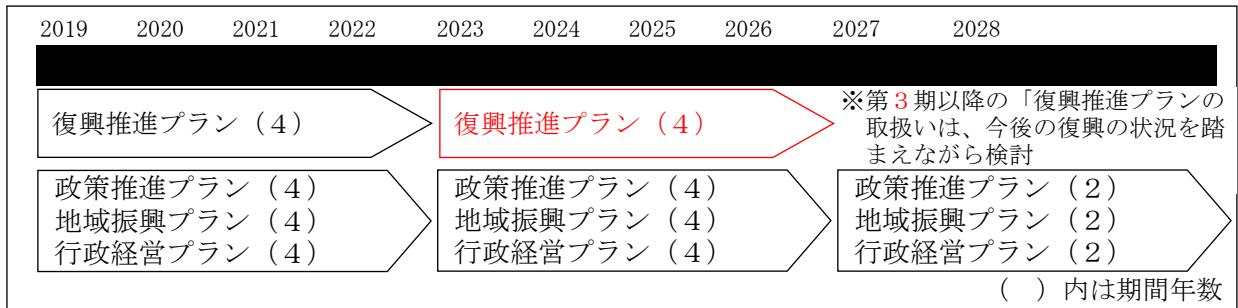 2019 2020 2021 2022 2023 2024 2025 2026 2027 2028
復興推進プラン（４）
復興推進プラン（４）
※第３期以降の「復興推進プランの
取扱いは、今後の復興の状況を踏
まえながら検討
政策推進プラン（４）
地域振興プラン（４）
行政経営プラン（４）
政策推進プラン（４）
地域振興プラン（４）
行政経営プラン（４）
政策推進プラン（２）
地域振興プラン（２）
行政経営プラン（２）
（　）内は期間年数